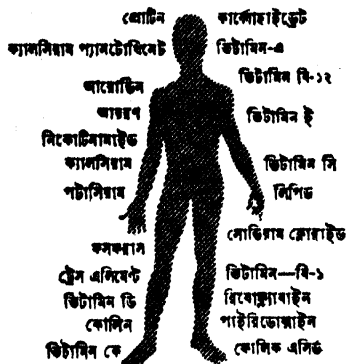 প্রোটিন
কার্বোহাইড্রেট
ক্যালসিয়াম প্যানটোথিনেট
ভিটামিন-এ
ভিটামিন বি-১২
আয়োডিন
আয়রণ
ভিটামিন ই
নিকোটিনামাইড
ক্যালসিয়াম
ভিটামিন সি
পটাসিয়াম
লিপিড
সোডিয়াম ক্লোরাইড
ফসফরাস
ট্রেস এলিমেন্ট
ভিটামিন—বি-১
ভিটামিন ডি
রিবোফ্ল্যাবাইন
কোলিন
পাইরিডোক্সাইন
ভিটামিন কে
ফোলিক এসিড